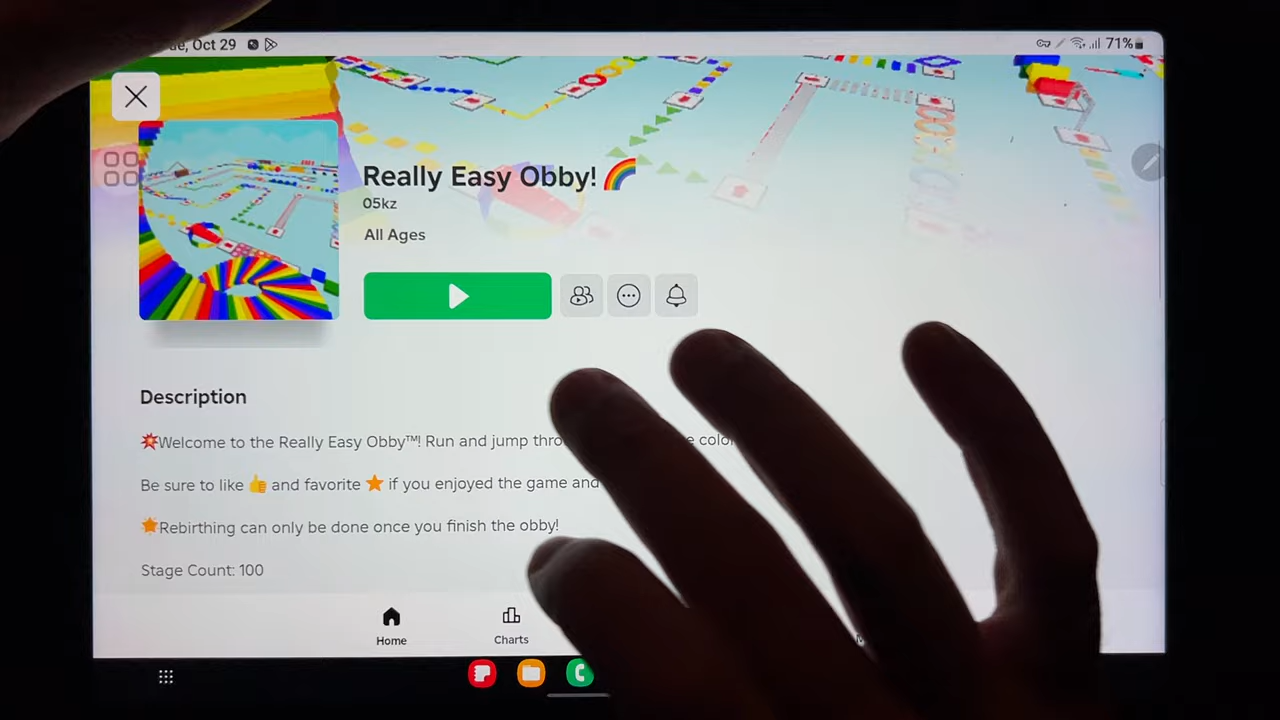 Oct 29
71%
Really Easy Obby!
05kz
All Ages
Description
Welcome to the Really Easy Obby™! Run and jump
Be sure to like 👍 and favorite ⭐ if you enjoyed the game and
Rebirthing can only be done once you finish the obby!
Stage Count: 100
Home
Charts